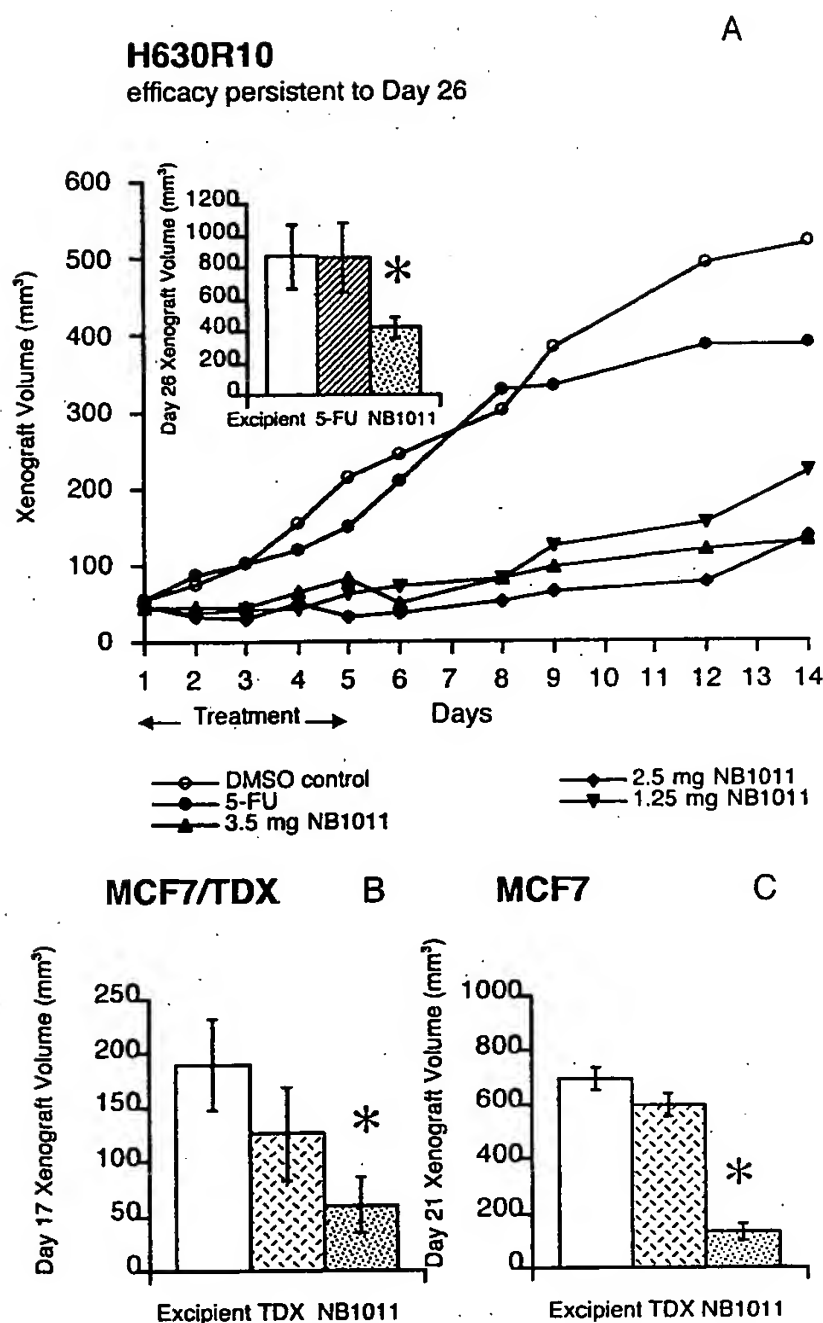 A
H630R10
efficacy persistent to Day 26
Xenograft Volume (mm³)
600
500
400
300
200
100
0
Day 26 Xenograft Volume (mm³)
1200
1000
800
600
400
200
0
*
Excipient 5-FU NB1011
1 2 3 4 5 6 7 8 9 10 11 12 13 14
Treatment
Days
DMSO control
5-FU
3.5 mg NB1011
2.5 mg NB1011
1.25 mg NB1011
MCF7/TDX B
Day 17 Xenograft Volume (mm³)
250
200
150
100
50
0
*
Excipient TDX NB1011
MCF7 C
Day 21 Xenograft Volume (mm³)
1000
800
600
400
200
0
*
Excipient TDX NB1011